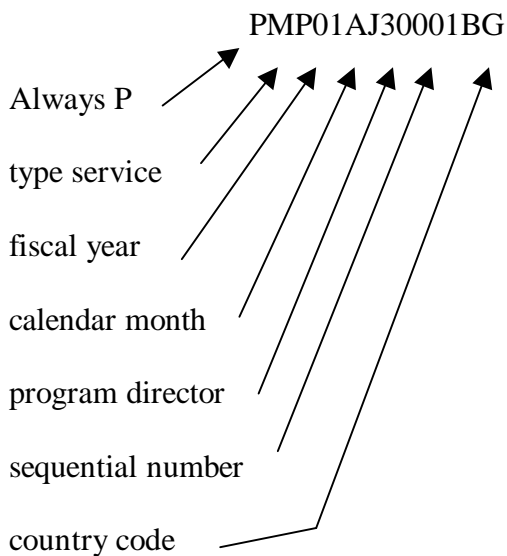 PMP01AJ30001BG
Always P
type service
fiscal year
calendar month
program director
sequential number
country code